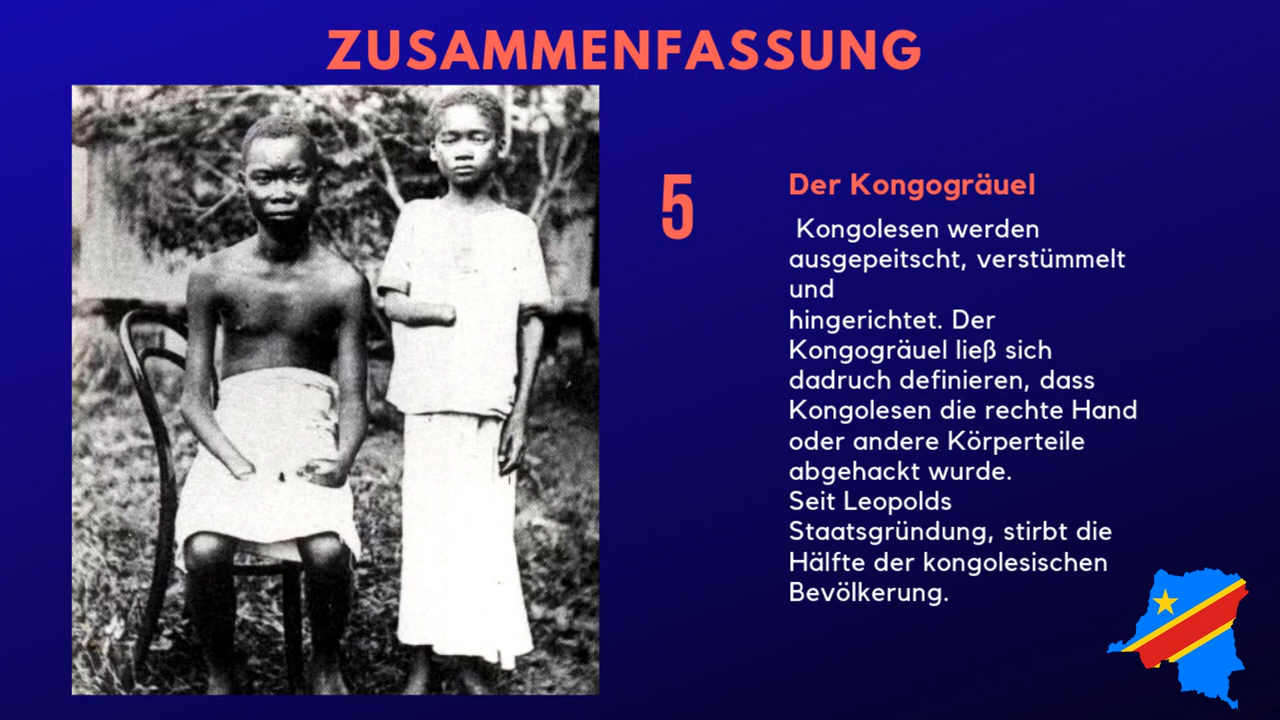 ZUSAMMENFASSUNG
5
Der Kongogräuel
Kongolesen werden
ausgepeitscht, verstümmelt
und
hingerichtet. Der
Kongogräuel ließ sich
dadruch definieren, dass
Kongolesen die rechte Hand
oder andere Körperteile
abgehackt wurde.
Seit Leopolds
Staatsgründung, stirbt die
Hälfte der kongolesischen
Bevölkerung.